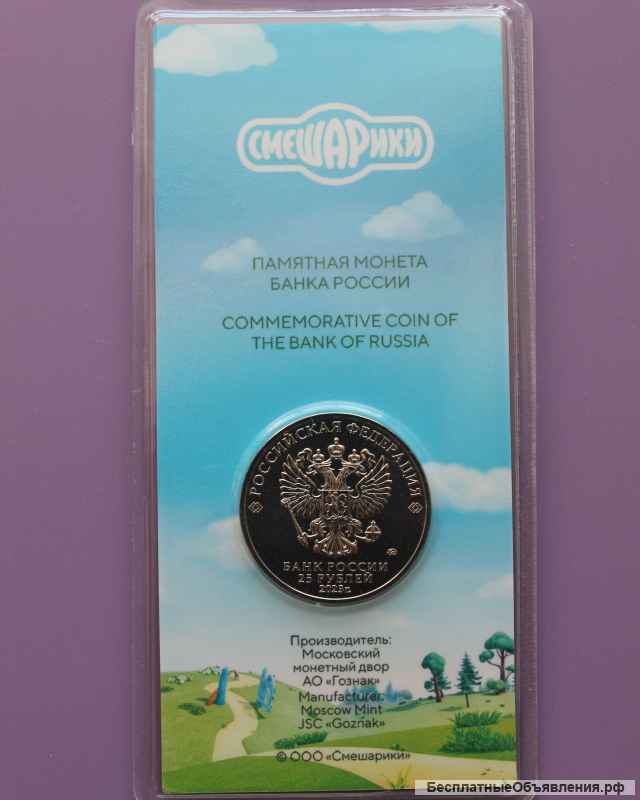 СМЕШАРИКИ
ПАМЯТНАЯ МОНЕТА
БАНКА РОССИИ
COMMEMORATIVE COIN OF
THE BANK OF RUSSIA
РОССИЙСКАЯ ФЕДЕРАЦИЯ
БАНК РОССИИ
25 РУБЛЕЙ
2023 г.
Производитель:
Московский
монетный двор
АО «Гознак»
Manufacturer:
Moscow Mint
JSC «Goznak»
© ООО «Смешарики»
БесплатныеОбъявления.рф